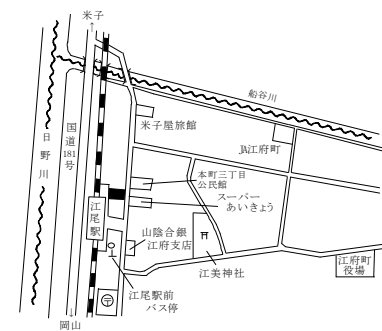 米子
↑
船谷川
日野川
国道181号
米子屋旅館
JA江府町
本町三丁目
公民館
スーパー
あいきょう
江尾駅
山陰合銀
江府支店
江美神社
江府町
役場
江尾駅前
バス停
〒
↓
岡山